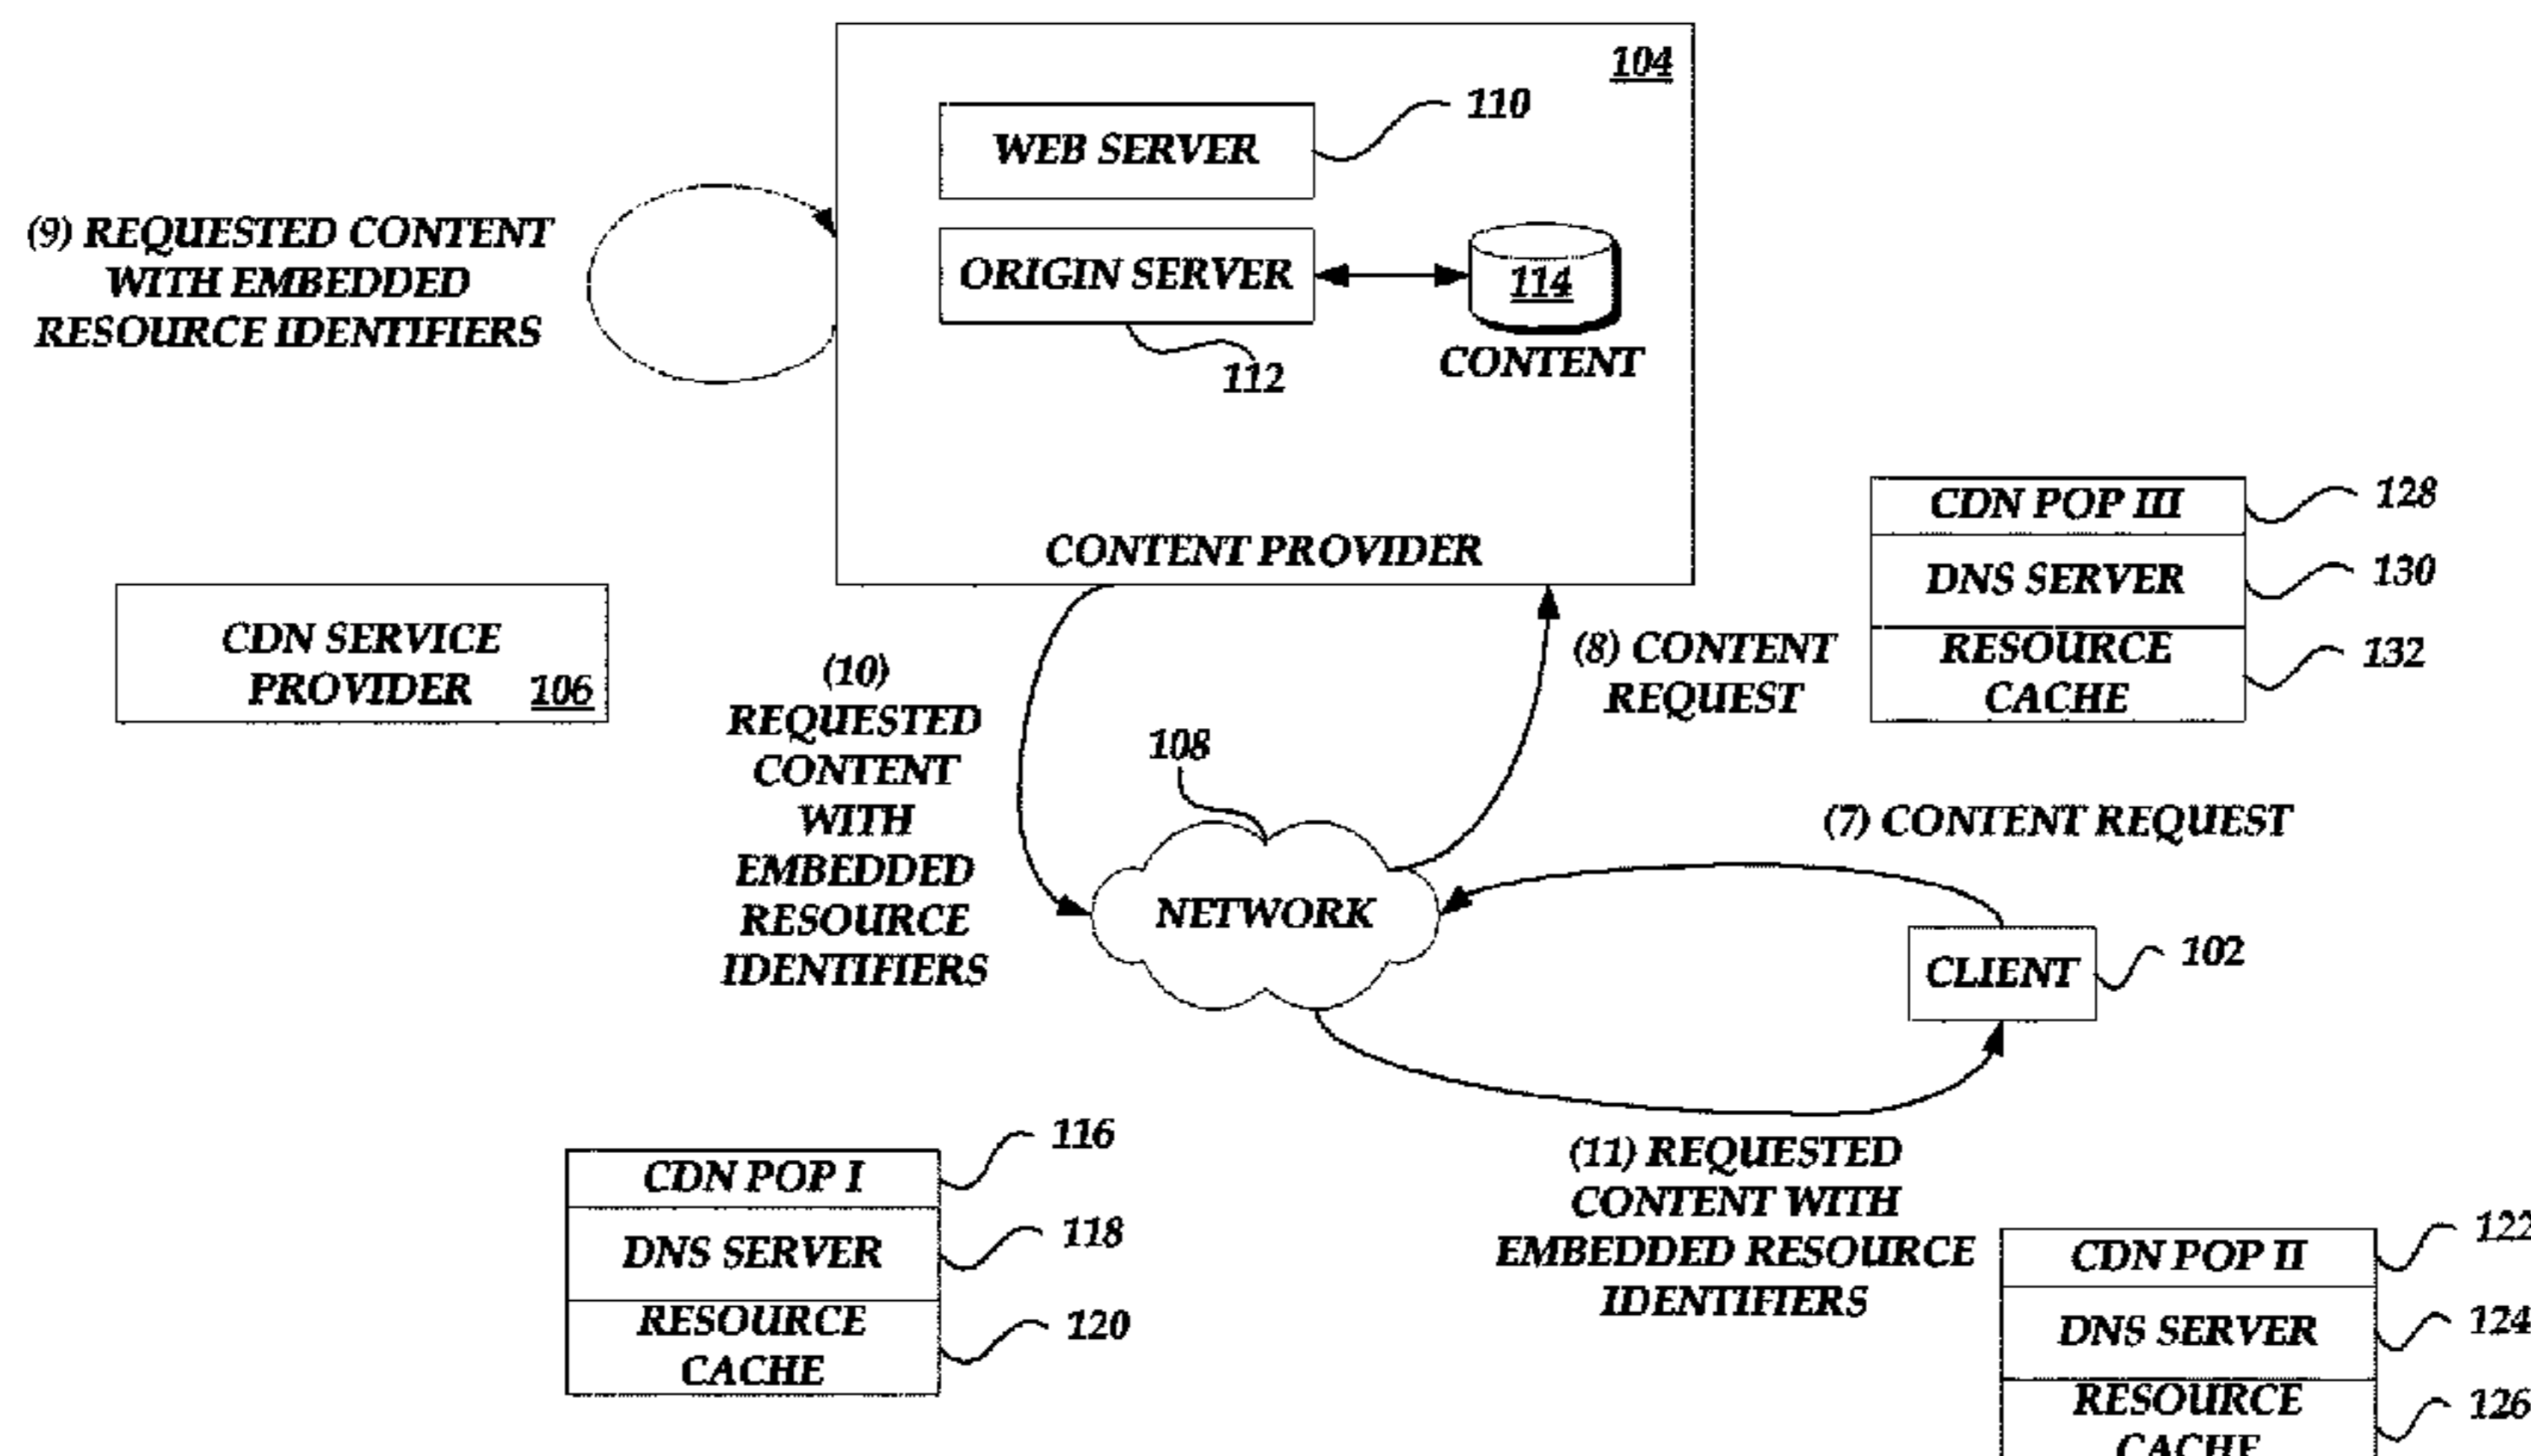 104
WEB SERVER
110
(9) REQUESTED CONTENT
WITH EMBEDDED
RESOURCE IDENTIFIERS
ORIGIN SERVER
114
CONTENT
112
CONTENT PROVIDER
CDN POP III
128
DNS SERVER
130
RESOURCE
CACHE
132
CDN SERVICE
PROVIDER 106
(10)
REQUESTED
CONTENT
WITH
EMBEDDED
RESOURCE
IDENTIFIERS
(8) CONTENT
REQUEST
108
NETWORK
(7) CONTENT REQUEST
CLIENT
102
(11) REQUESTED
CONTENT WITH
EMBEDDED RESOURCE
IDENTIFIERS
CDN POP I
116
DNS SERVER
118
RESOURCE
CACHE
120
CDN POP II
122
DNS SERVER
124
RESOURCE
CACHE
126